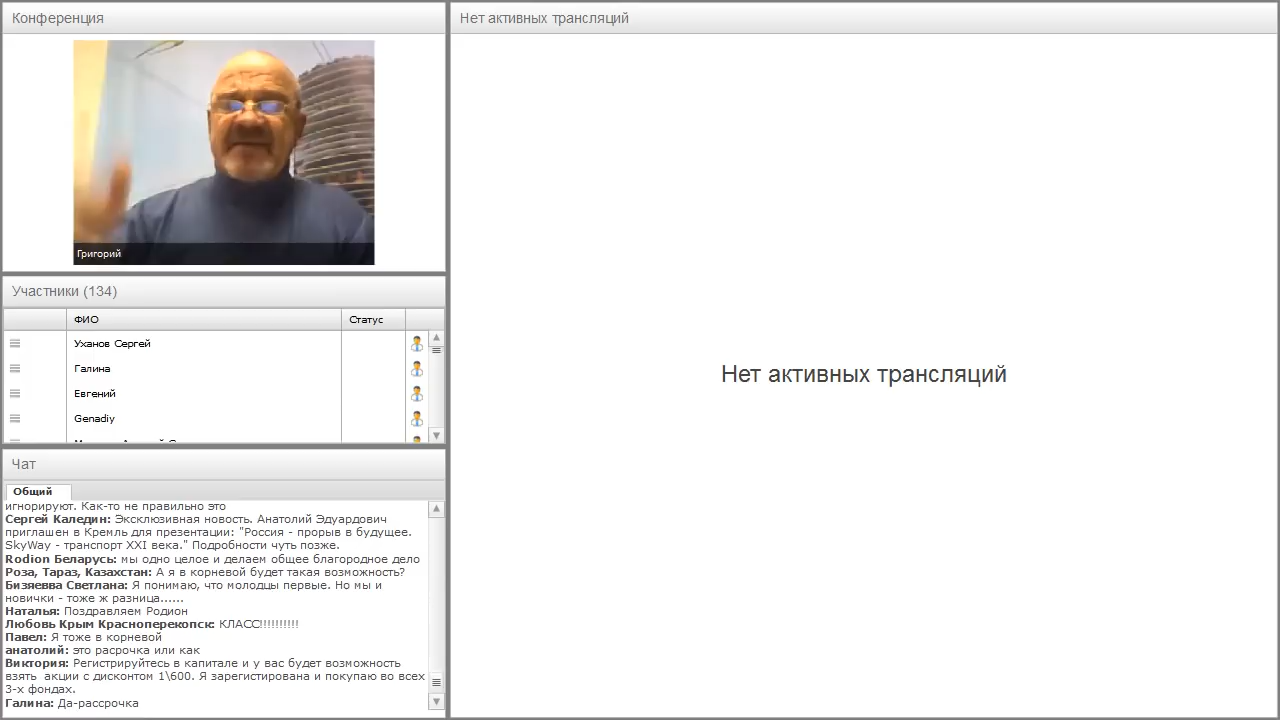 Конференция
Григорий
Участники (134)
ФИО
Статус
Уханов Сергей
Галина
Евгений
Genadiy
Чат
Общий
игнорируют. Как-то не правильно это
Сергей Каледин: Эксклюзивная новость. Анатолий Эдуардович
приглашен в Кремль для презентации: "Россия - прорыв в будущее.
SkyWay - транспорт XXI века." Подробности чуть позже.
Rodion Беларусь: мы одно целое и делаем общее благородное дело
Роза, Тараз, Казахстан: А я в корневой будет такая возможность?
Бизяевва Светлана: Я понимаю, что молодцы первые. Но мы и
новички - тоже ж разница......
Наталья: Поздравляем Родион
Любовь Крым Красноперекопск: КЛАСС!!!!!!!!!!
Павел: Я тоже в корневой
анатолий: это расрочка или как
Виктория: Регистрируйтесь в капитале и у вас будет возможность
взять акции с дисконтом 1\600. Я зарегистирована и покупаю во всех
3-х фондах.
Галина: Да-рассрочка
Нет активных трансляций
Нет активных трансляций